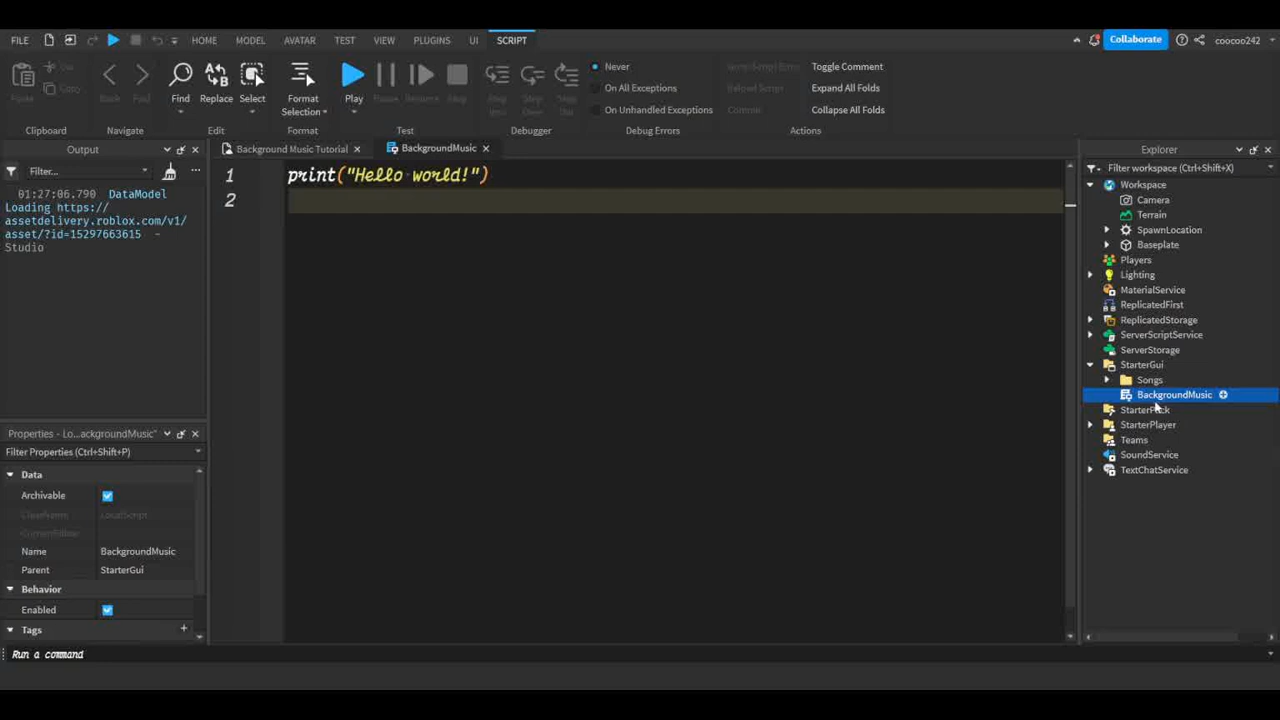 FILE HOME MODEL AVATAR TEST VIEW PLUGINS UI SCRIPT Collaborate coocoo242
Find Replace Select Format Selection Play
Never
On All Exceptions
On Unhandled Exceptions
Toggle Comment
Expand All Folds
Collapse All Folds
Clipboard Navigate Edit Format Test Debugger Debug Errors Actions
Output
Filter...
01:27:06.790 DataModel
Loading https://
assetdelivery.roblox.com/v1/
asset/?id=15297663615 -
Studio
Background Music Tutorial
BackgroundMusic
1 print("Hello world!")
2
Properties - Lo...ackgroundMusic"
Filter Properties (Ctrl+Shift+P)
Data
Archivable
LocalScript
Name BackgroundMusic
Parent StarterGui
Behavior
Enabled
Tags
Run a command
Explorer
Filter workspace (Ctrl+Shift+X)
Workspace
Camera
Terrain
SpawnLocation
Baseplate
Players
Lighting
MaterialService
ReplicatedFirst
ReplicatedStorage
ServerScriptService
ServerStorage
StarterGui
Songs
BackgroundMusic
StarterPack
StarterPlayer
Teams
SoundService
TextChatService